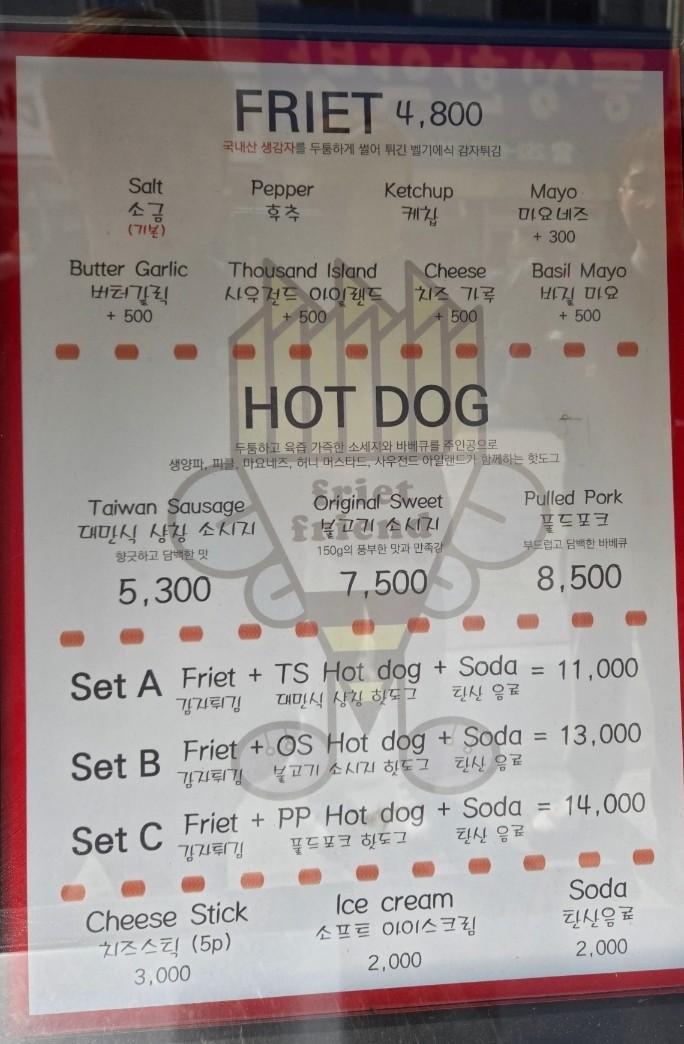 FRIET 4,800
국내산 생감자를 두툼하게 썰어 튀긴 벨기에식 감자튀김
Salt Pepper Ketchup Mayo
소금 후추 케찹 마요네즈
(기본) + 300
Butter Garlic Thousand Island Cheese Basil Mayo
버터갈릭 사우전드 아일랜드 치즈 가루 바질 마요
+ 500 + 500 + 500 + 500
HOT DOG
두툼하고 육즙 가득한 소세지와 바베큐를 주인공으로
생양파, 피클, 마요네즈, 허니 머스타드, 사우전드 아일랜드가 함께하는 핫도그
friet
friend
Taiwan Sausage Original Sweet Pulled Pork
대만식 샹창 소시지 불고기 소시지 풀드포크
향긋하고 담백한 맛 150g의 풍부한 맛과 만족감 부드럽고 담백한 바베큐
5,300 7,500 8,500
Set A Friet + TS Hot dog + Soda = 11,000
감자튀김 대만식 샹창 핫도그 탄산 음료
Set B Friet + OS Hot dog + Soda = 13,000
감자튀김 불고기 소시지 핫도그 탄산 음료
Set C Friet + PP Hot dog + Soda = 14,000
감자튀김 풀드포크 핫도그 탄산 음료
Cheese Stick Ice cream Soda
치즈스틱 (5p) 소프트 아이스크림 탄산음료
3,000 2,000 2,000